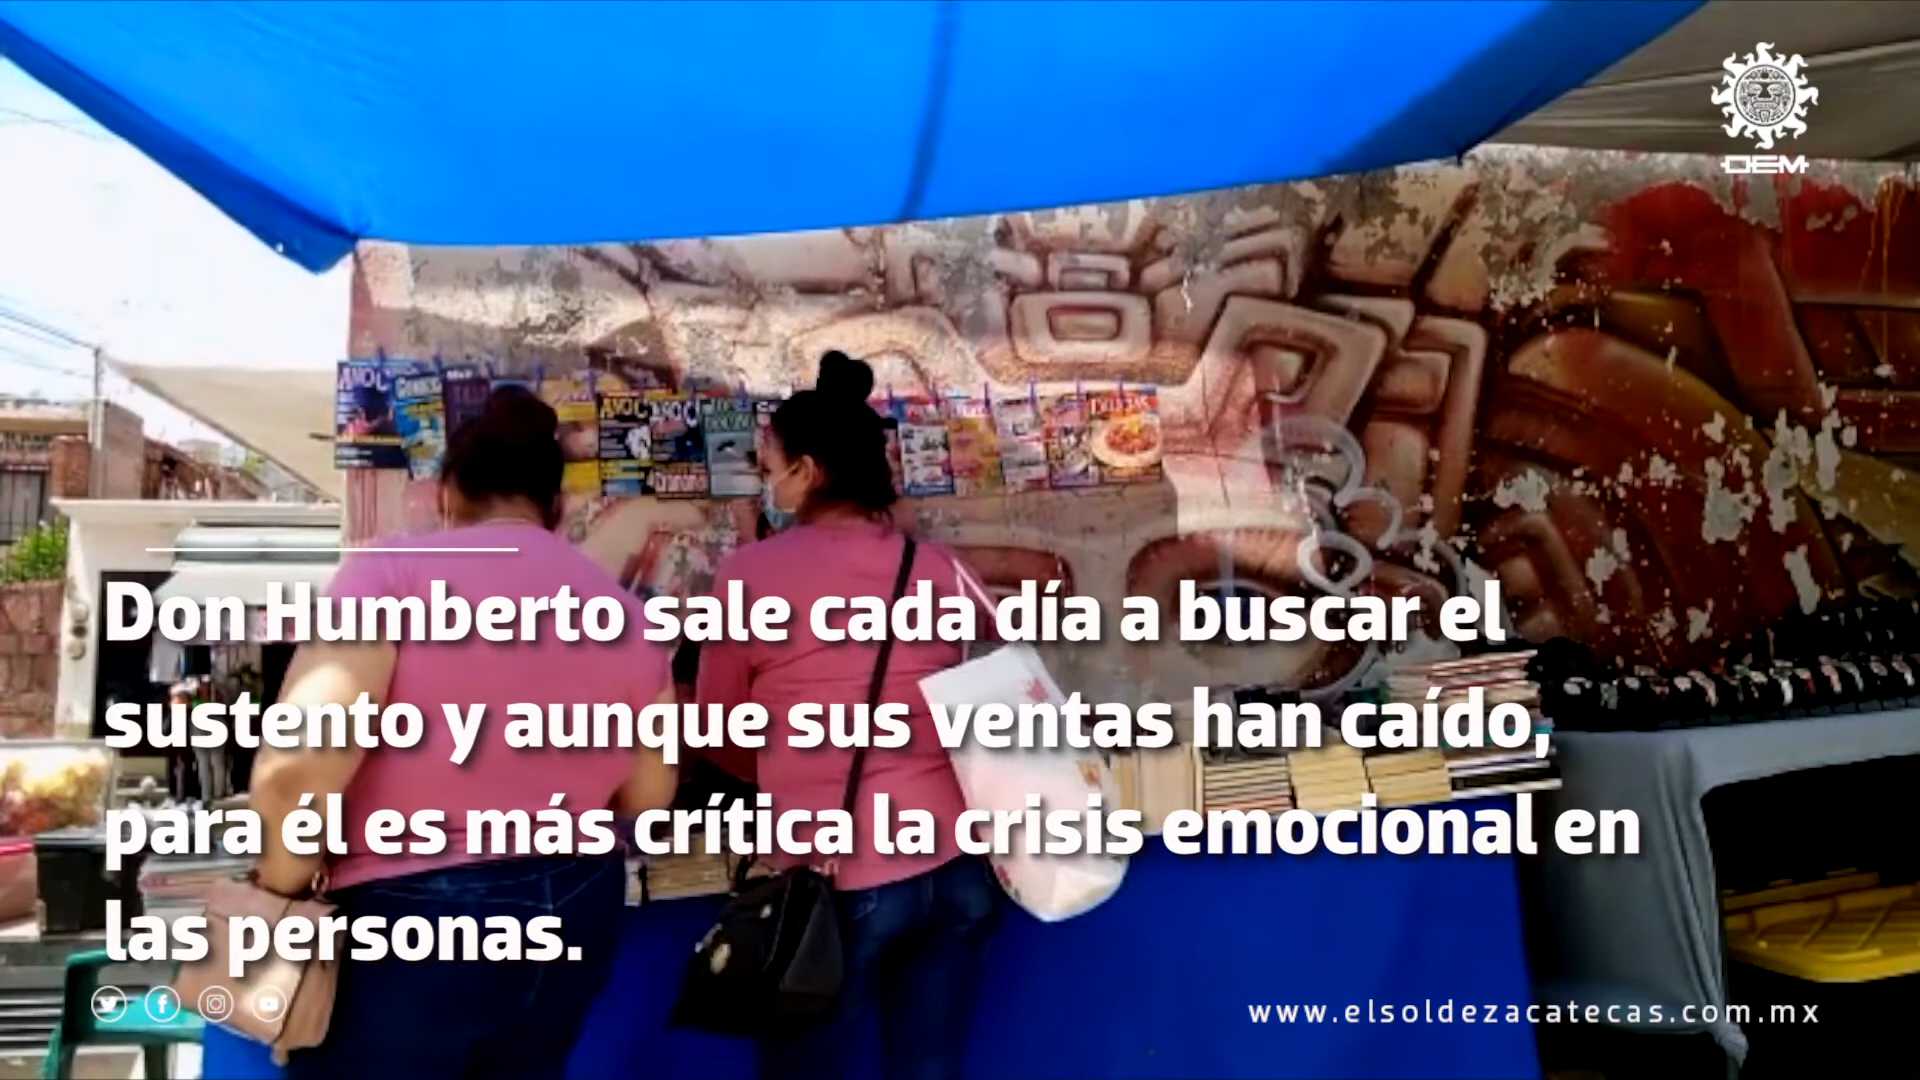 OEM
Don Humberto sale cada día a buscar el
sustento y aunque sus ventas han caído,
para él es más crítica la crisis emocional en
las personas.
www.elsoldezacatecas.com.mx